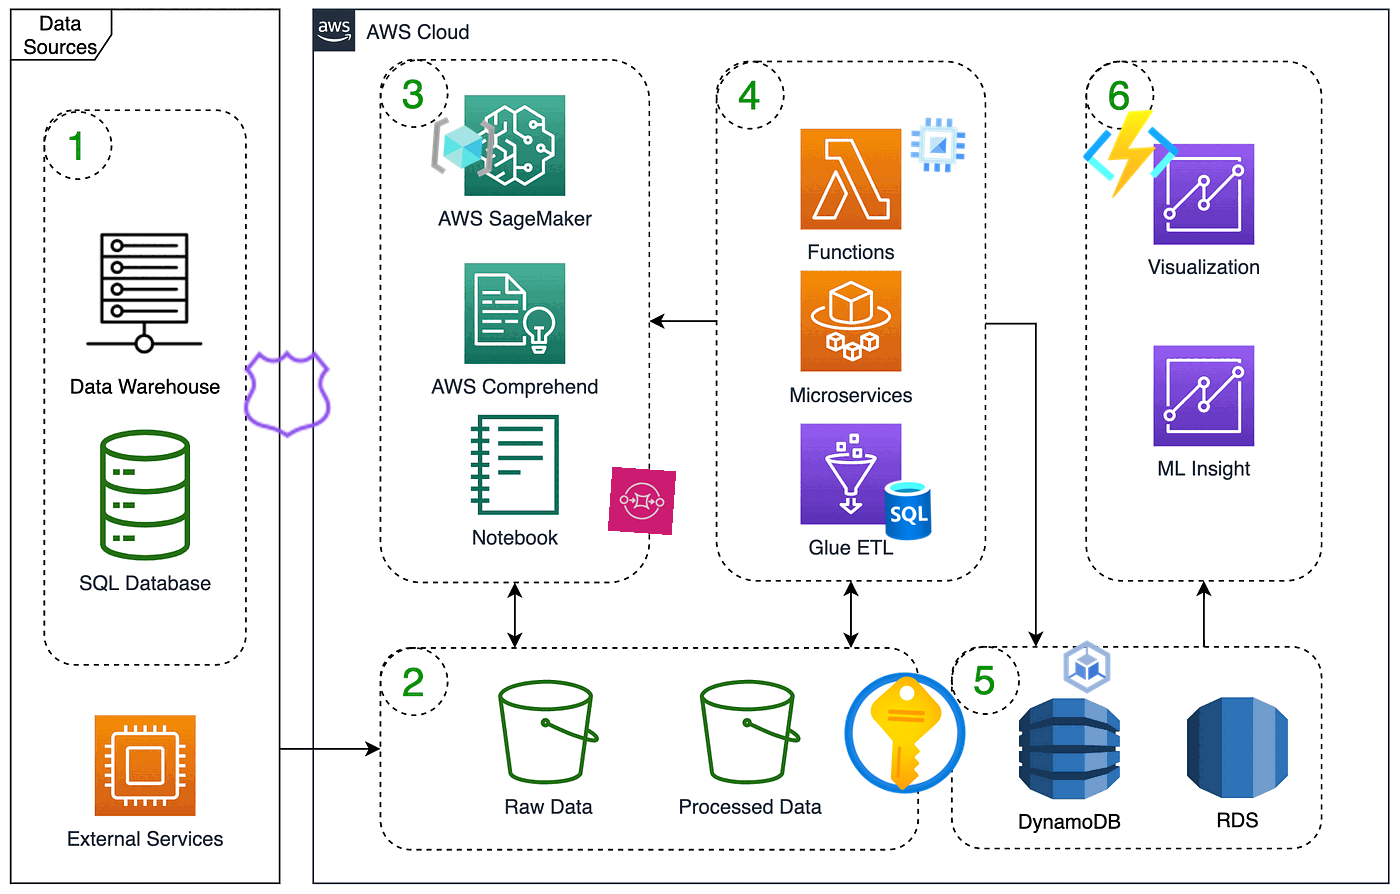 Data
Sources
aws
AWS Cloud
1
Data Warehouse
SQL Database
External Services
3
AWS SageMaker
AWS Comprehend
Notebook
4
Functions
Microservices
SQL
Glue ETL
6
Visualization
ML Insight
2
Raw Data
Processed Data
5
DynamoDB
RDS